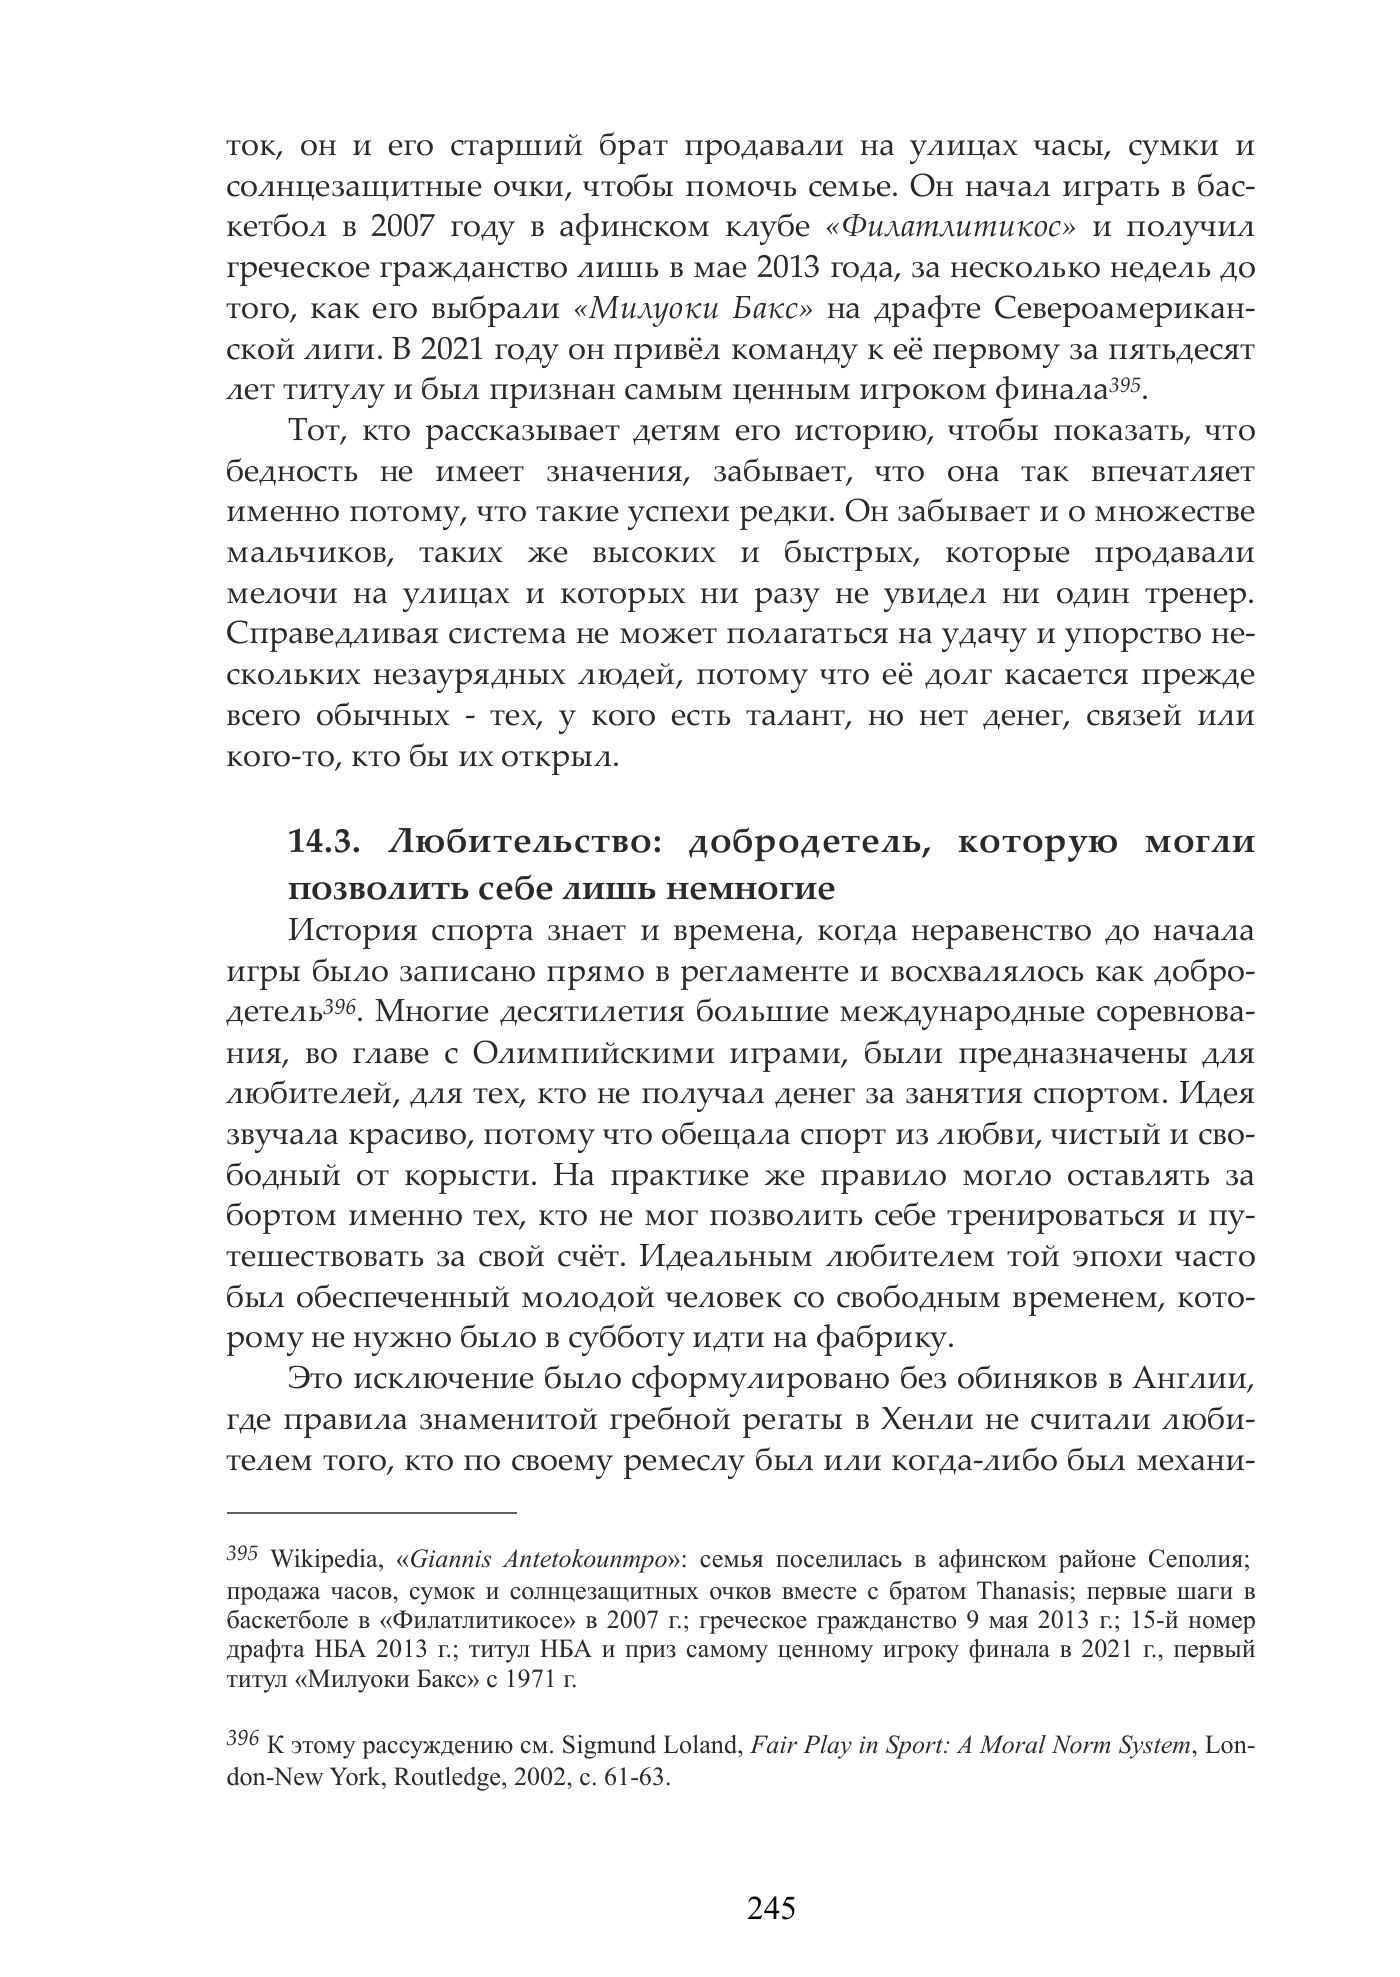 ток, он и его старший брат продавали на улицах часы, сумки и
солнцезащитные очки, чтобы помочь семье. Он начал играть в бас-
кетбол в 2007 году в афинском клубе «Филатлитикос» и получил
греческое гражданство лишь в мае 2013 года, за несколько недель до
того, как его выбрали «Милуоки Бакс» на драфте Североамерикан-
ской лиги. В 2021 году он привёл команду к её первому за пятьдесят
лет титулу и был признан самым ценным игроком финала395.
Тот, кто рассказывает детям его историю, чтобы показать, что
бедность не имеет значения, забывает, что она так впечатляет
именно потому, что такие успехи редки. Он забывает и о множестве
мальчиков, таких же высоких и быстрых, которые продавали
мелочи на улицах и которых ни разу не увидел ни один тренер.
Справедливая система не может полагаться на удачу и упорство не-
скольких незаурядных людей, потому что её долг касается прежде
всего обычных - тех, у кого есть талант, но нет денег, связей или
кого-то, кто бы их открыл.
14.3. Любительство: добродетель, которую могли
позволить себе лишь немногие
История спорта знает и времена, когда неравенство до начала
игры было записано прямо в регламенте и восхвалялось как добро-
детель396. Многие десятилетия большие международные соревнова-
ния, во главе с Олимпийскими играми, были предназначены для
любителей, для тех, кто не получал денег за занятия спортом. Идея
звучала красиво, потому что обещала спорт из любви, чистый и сво-
бодный от корысти. На практике же правило могло оставлять за
бортом именно тех, кто не мог позволить себе тренироваться и пу-
тешествовать за свой счёт. Идеальным любителем той эпохи часто
был обеспеченный молодой человек со свободным временем, кото-
рому не нужно было в субботу идти на фабрику.
Это исключение было сформулировано без обиняков в Англии,
где правила знаменитой гребной регаты в Хенли не считали люби-
телем того, кто по своему ремеслу был или когда-либо был механи-
395 Wikipedia, «Giannis Antetokounmpo»: семья поселилась в афинском районе Сеполия;
продажа часов, сумок и солнцезащитных очков вместе с братом Thanasis; первые шаги в
баскетболе в «Филатлитикосе» в 2007 г.; греческое гражданство 9 мая 2013 г.; 15-й номер
драфта НБА 2013 г.; титул НБА и приз самому ценному игроку финала в 2021 г., первый
титул «Милуоки Бакс» с 1971 г.
396 К этому рассуждению см. Sigmund Loland, Fair Play in Sport: A Moral Norm System, Lon-
don-New York, Routledge, 2002, с. 61-63.
245